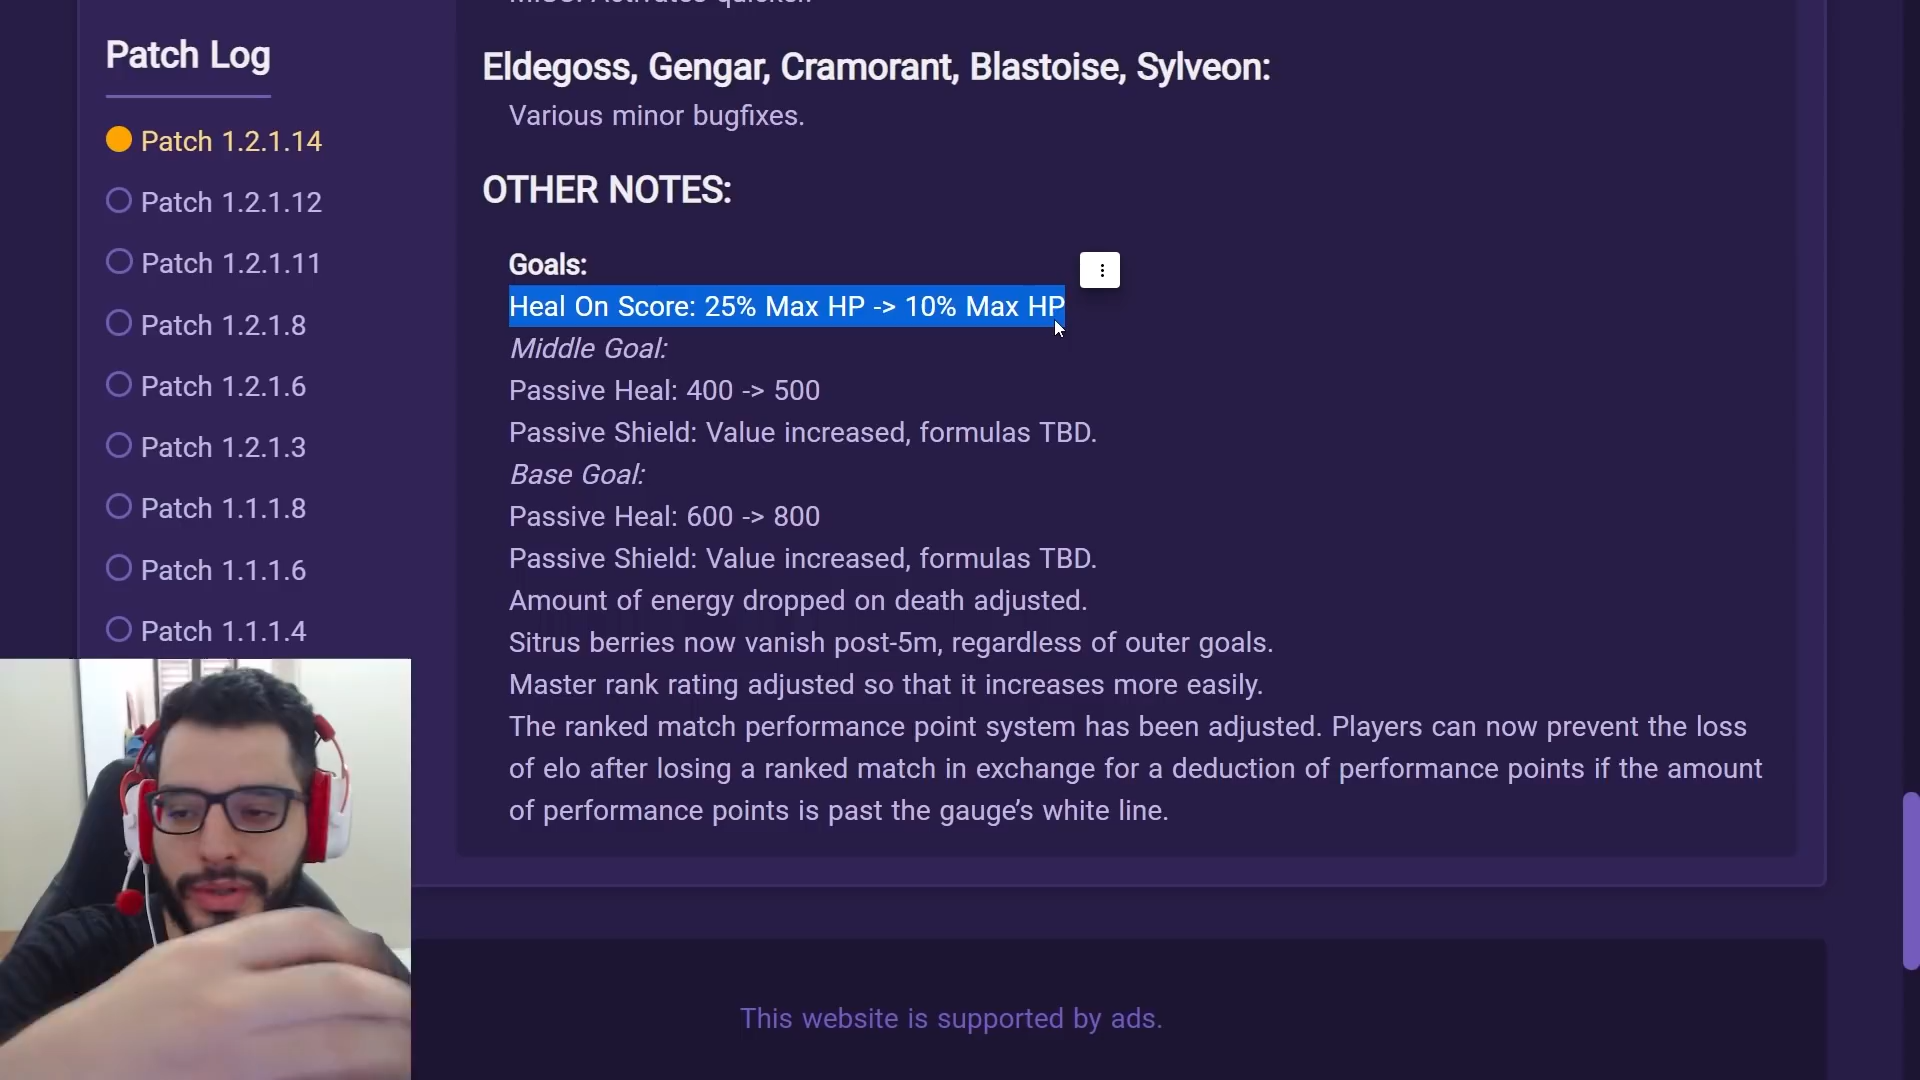 Patch Log
Patch 1.2.1.14
Patch 1.2.1.12
Patch 1.2.1.11
Patch 1.2.1.8
Patch 1.2.1.6
Patch 1.2.1.3
Patch 1.1.1.8
Patch 1.1.1.6
Patch 1.1.1.4
Eldegoss, Gengar, Cramorant, Blastoise, Sylveon:
Various minor bugfixes.
OTHER NOTES:
Goals:
Heal On Score: 25% Max HP -> 10% Max HP
Middle Goal:
Passive Heal: 400 -> 500
Passive Shield: Value increased, formulas TBD.
Base Goal:
Passive Heal: 600 -> 800
Passive Shield: Value increased, formulas TBD.
Amount of energy dropped on death adjusted.
Sitrus berries now vanish post-5m, regardless of outer goals.
Master rank rating adjusted so that it increases more easily.
The ranked match performance point system has been adjusted. Players can now prevent the loss
of elo after losing a ranked match in exchange for a deduction of performance points if the amount
of performance points is past the gauge’s white line.
This website is supported by ads.